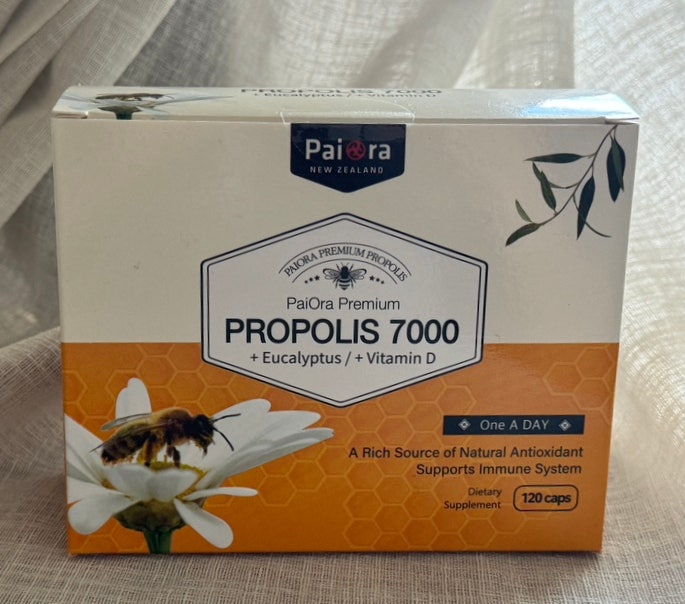 PROPOLIS 7000
+ Eucalyptus / + Vitamin D
PaiOra
NEW ZEALAND
PAIORA PREMIUM PROPOLIS
PaiOra Premium
PROPOLIS 7000
+ Eucalyptus / + Vitamin D
One A DAY
A Rich Source of Natural Antioxidant
Supports Immune System
Dietary
Supplement
120 caps